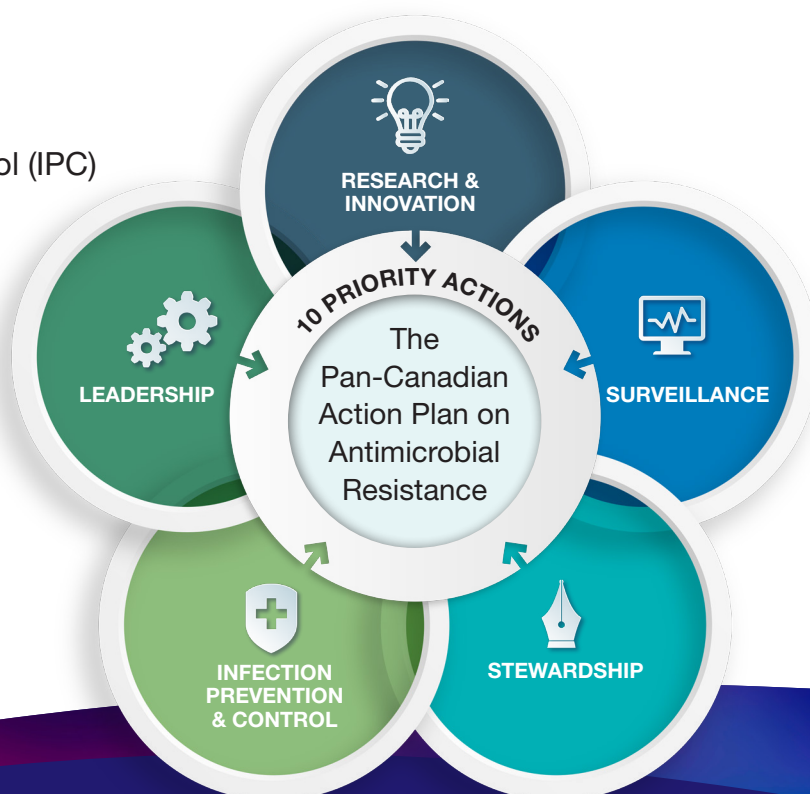 ol (IPC)
RESEARCH &
INNOVATION
10 PRIORITY ACTIONS
The
Pan-Canadian
Action Plan on
Antimicrobial
Resistance
LEADERSHIP
SURVEILLANCE
INFECTION
PREVENTION
& CONTROL
STEWARDSHIP